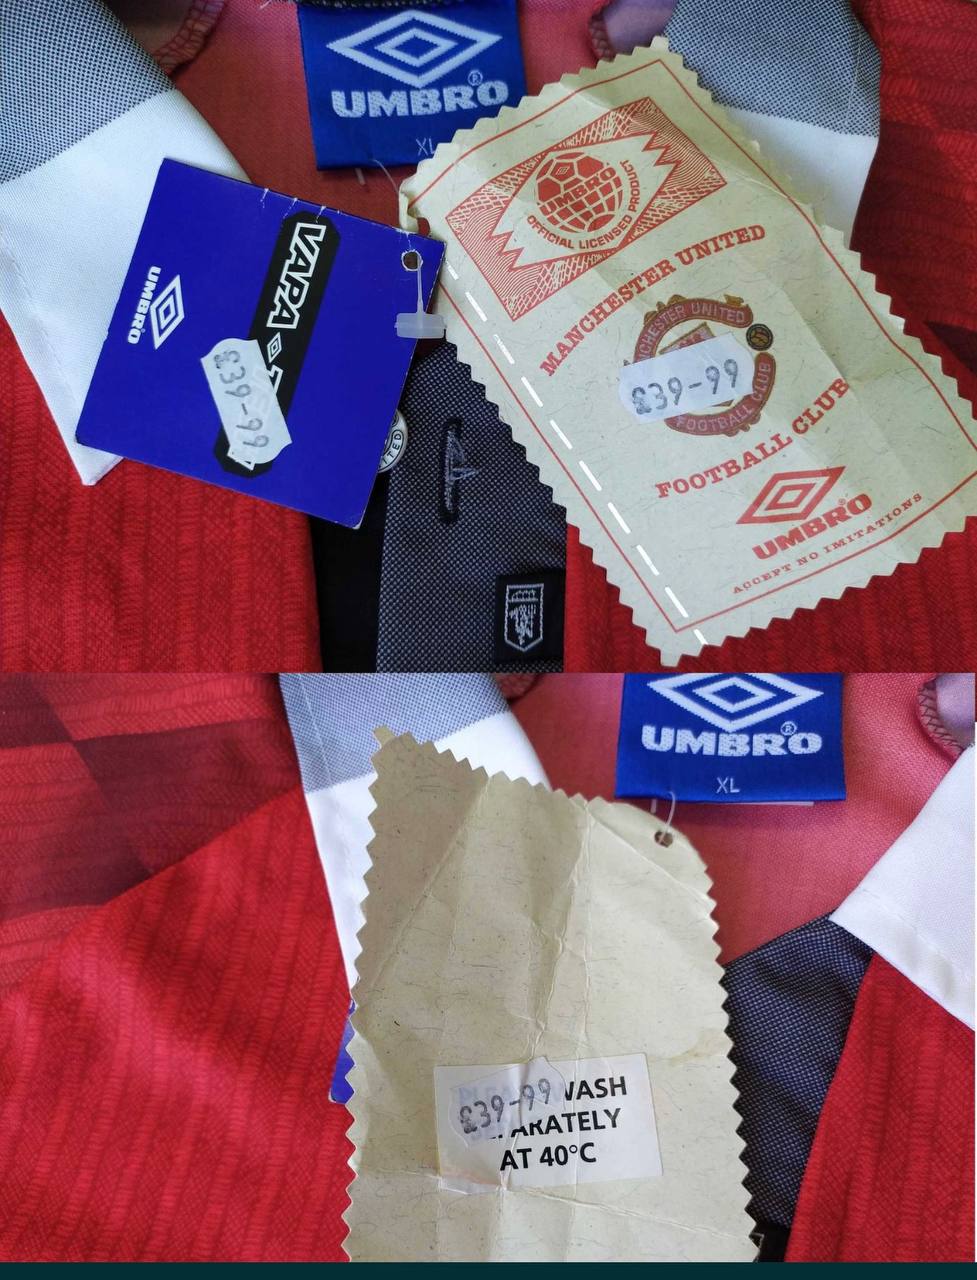 UMBRO®
XL
UMBRO
VAPA
£39-99
UMBRO
OFFICIAL LICENSED PRODUCT
MANCHESTER UNITED
MANCHESTER UNITED
£39-99
FOOTBALL CLUB
FOOTBALL CLUB
UMBRO®
ACCEPT NO IMITATIONS
UMBRO®
XL
£39-99 WASH
SEPARATELY
AT 40°C